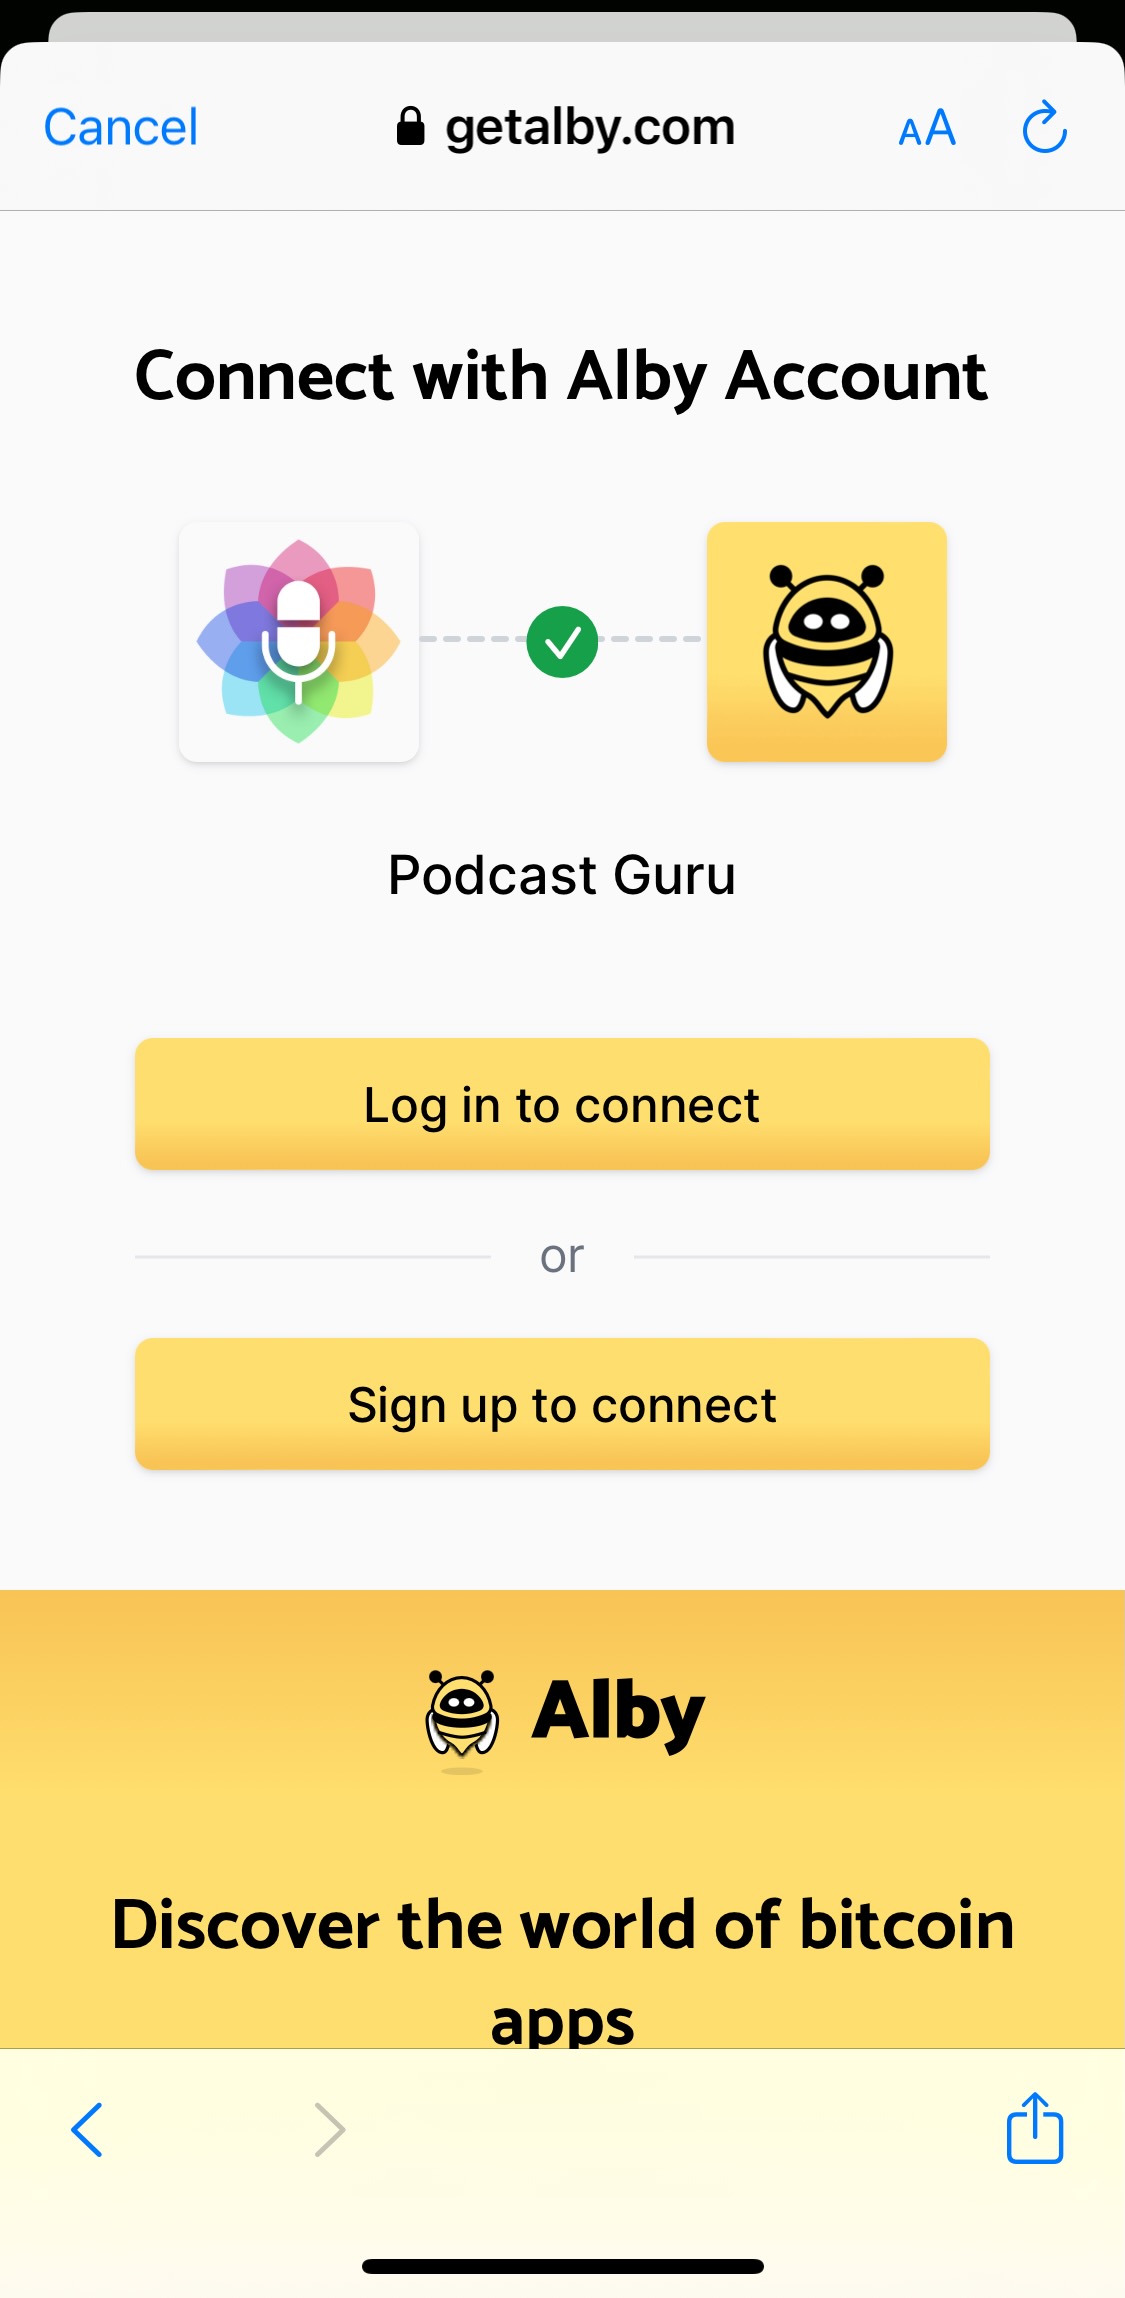 Cancel
getalby.com
AA
Connect with Alby Account
Podcast Guru
Log in to connect
or
Sign up to connect
Alby
Discover the world of bitcoin
apps